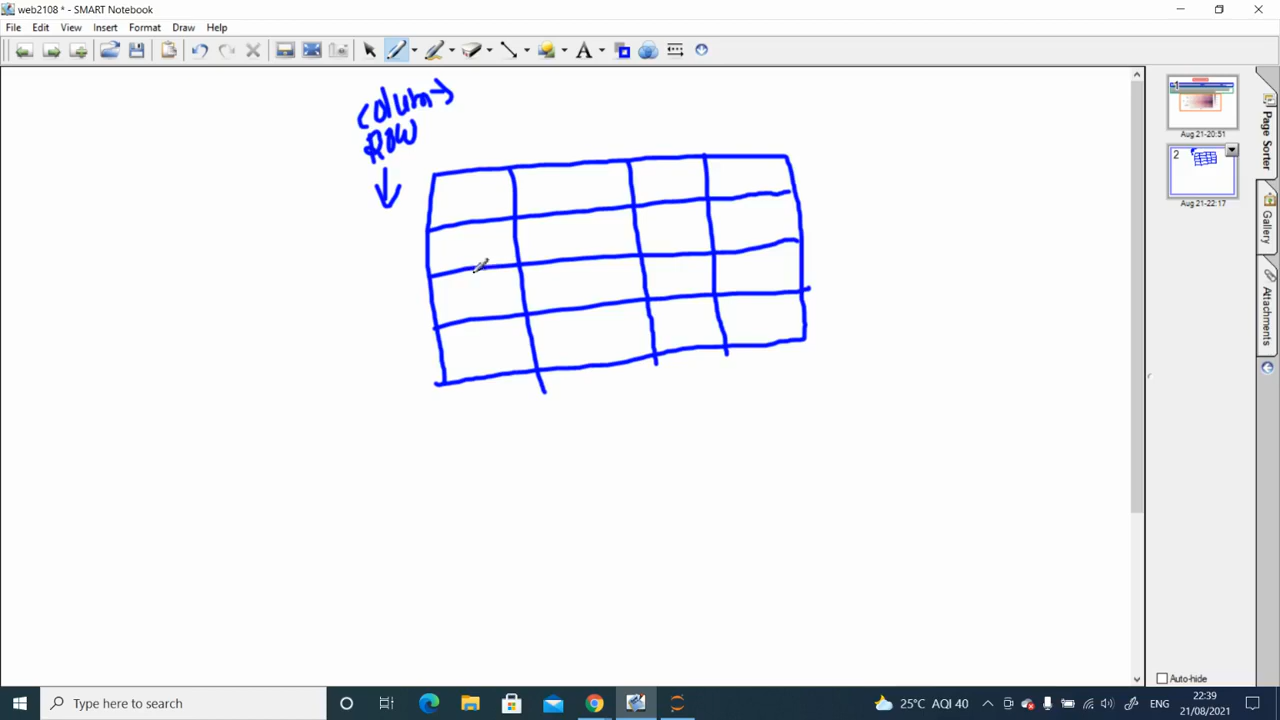 web2108 * - SMART Notebook
File Edit View Insert Format Draw Help
column→
ROW
1
Aug 21-20:51
2
Aug 21-22:17
Page Sorter
Gallery
Attachments
Auto-hide
Type here to search
25°C AQI 40
ENG
22:39
21/08/2021